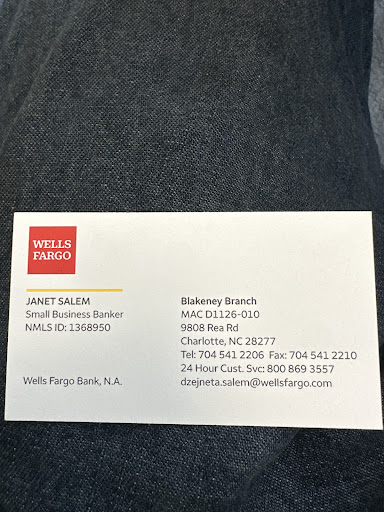 WELLS
FARGO
JANET SALEM
Small Business Banker
NMLS ID: 1368950
Wells Fargo Bank, N.A.
Blakeney Branch
MAC D1126-010
9808 Rea Rd
Charlotte, NC 28277
Tel: 704 541 2206 Fax: 704 541 2210
24 Hour Cust. Svc: 800 869 3557
dzejneta.salem@wellsfargo.com